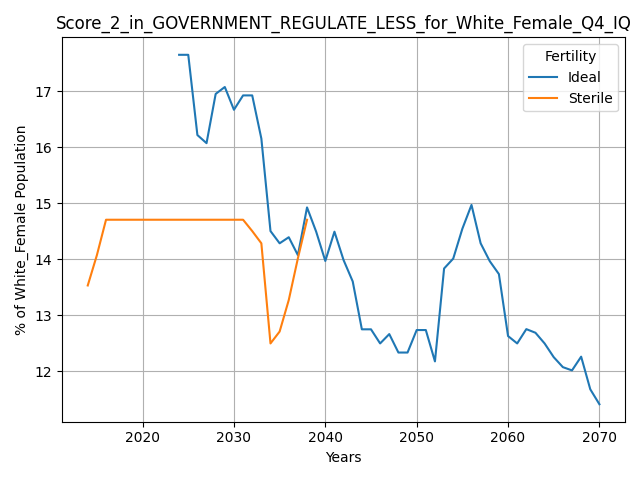 Score_2_in_GOVERNMENT_REGULATE_LESS_for_White_Female_Q4_IQ
Fertility
Ideal
Sterile
% of White_Female Population
17
16
15
14
13
12
2020
2030
2040
2050
2060
2070
Years